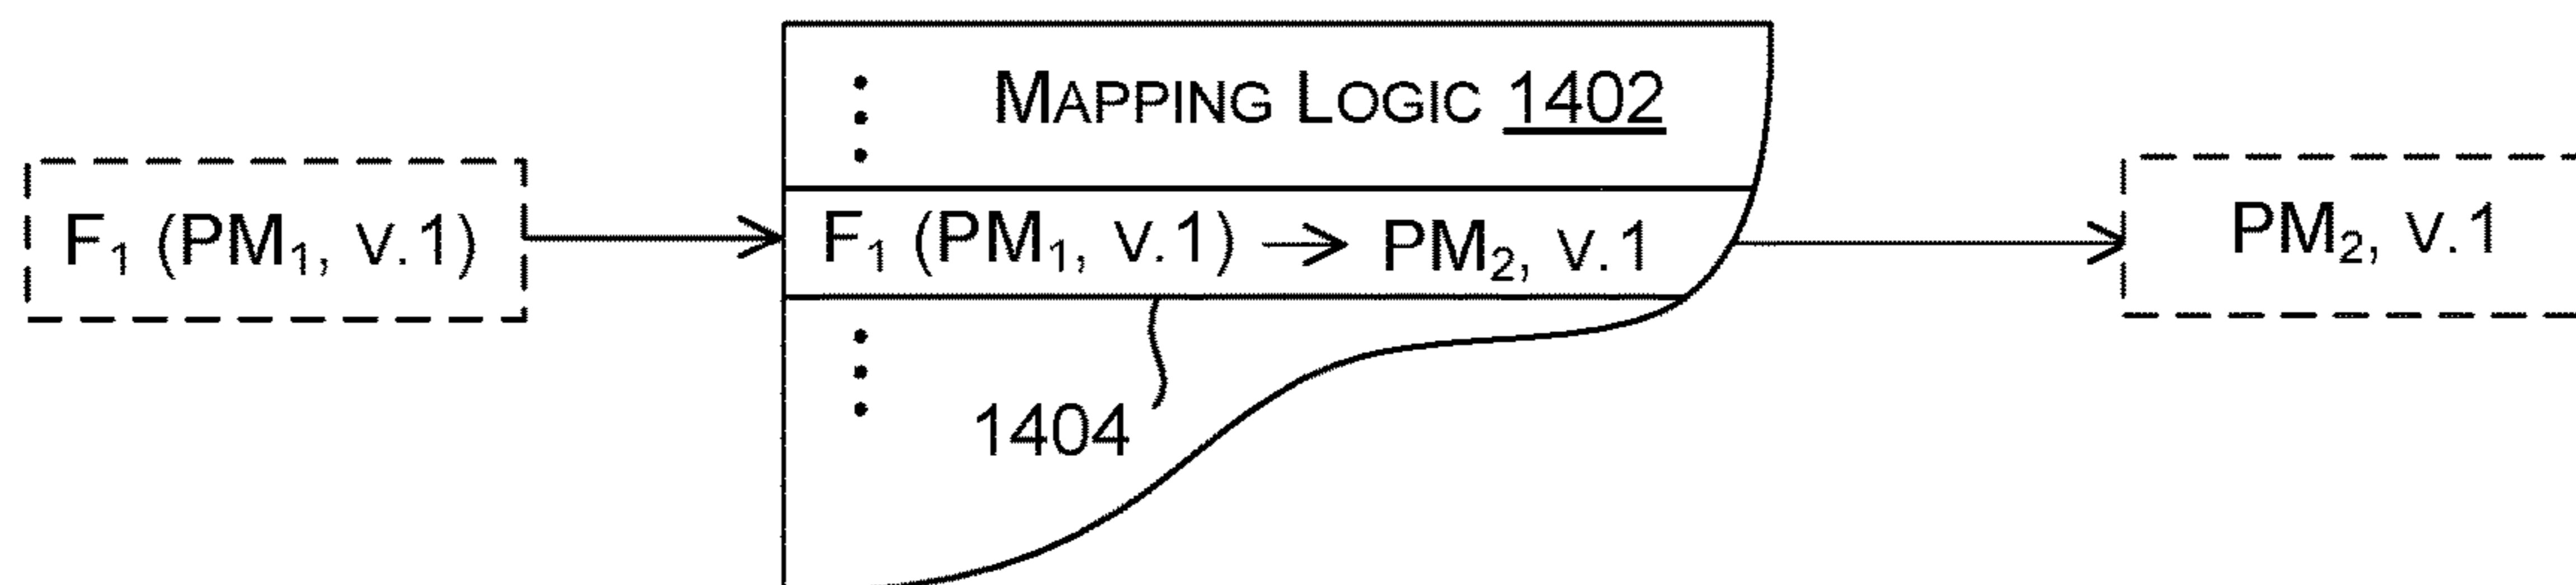 MAPPING LOGIC 1402
F₁ (PM₁, v.1)
F₁ (PM₁, v.1) → PM₂, v.1
PM₂, v.1
1404